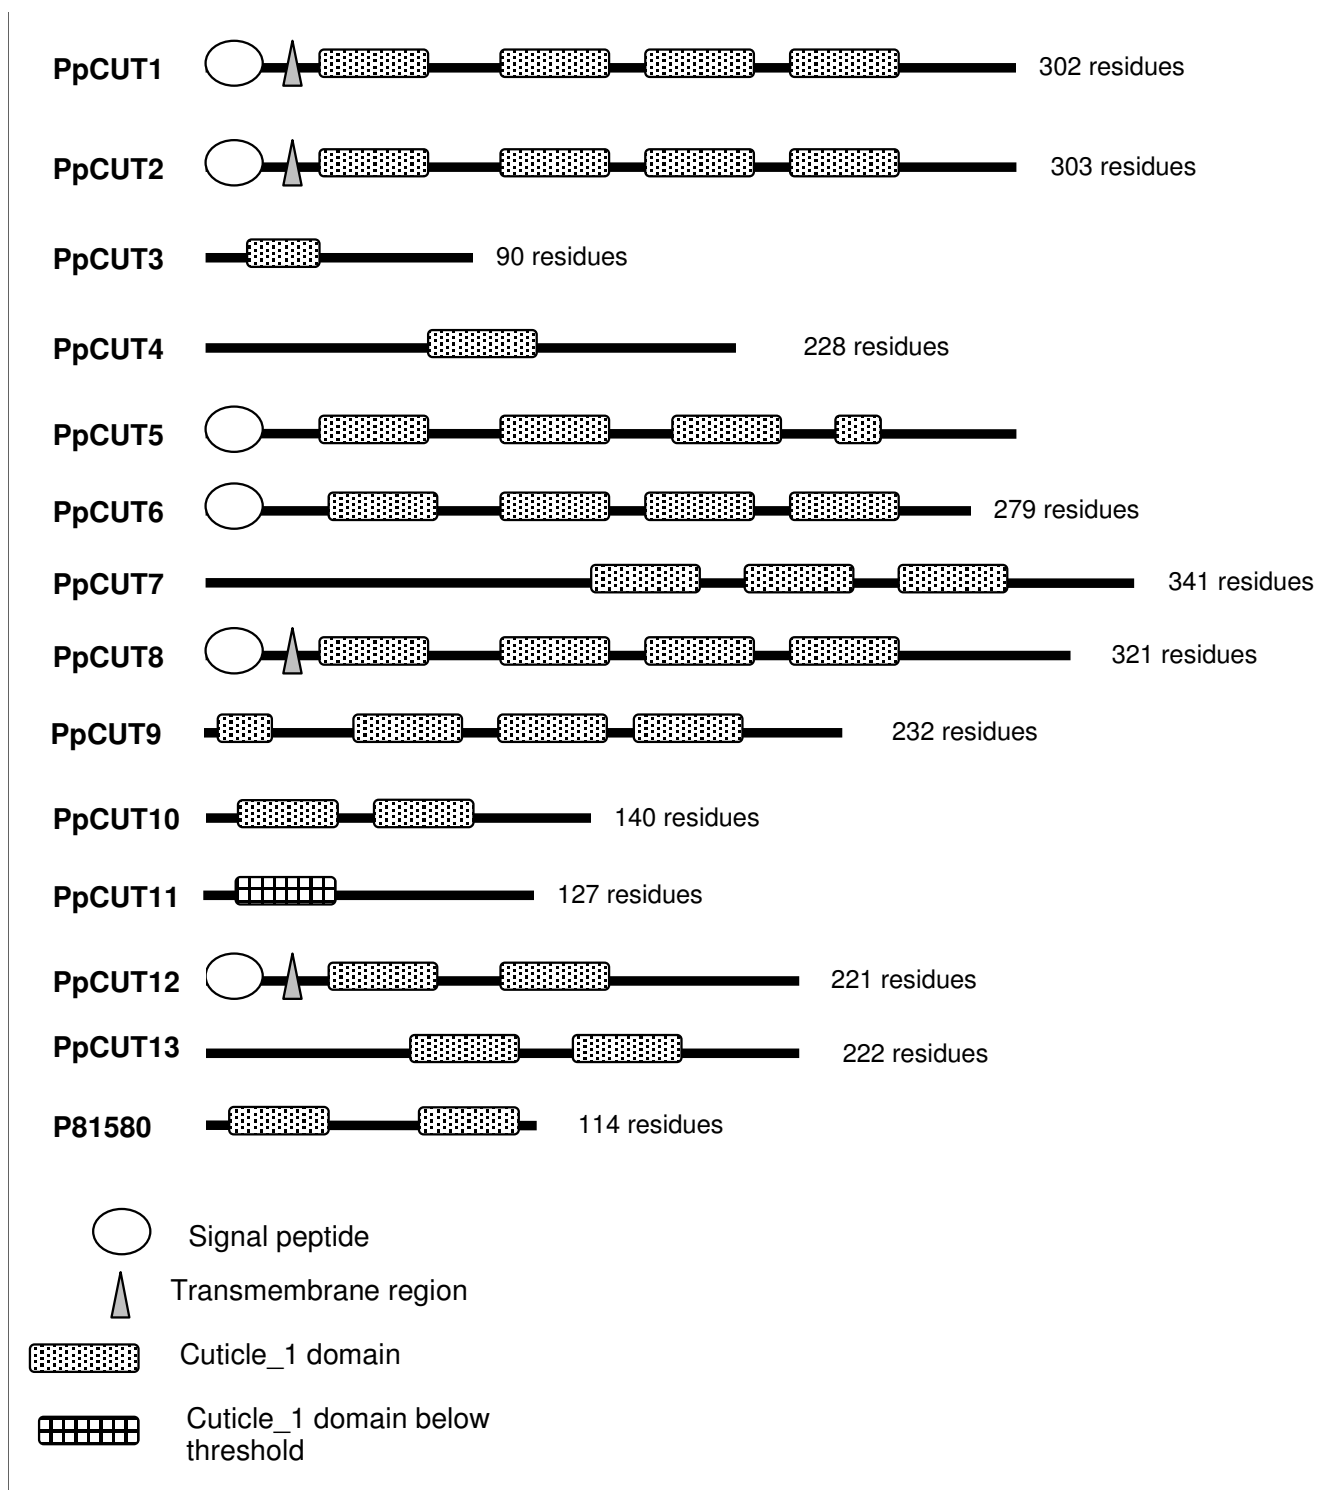 PpCUT1 302 residues
PpCUT2 303 residues
PpCUT3 90 residues
PpCUT4 228 residues
PpCUT5
PpCUT6 279 residues
PpCUT7 341 residues
PpCUT8 321 residues
PpCUT9 232 residues
PpCUT10 140 residues
PpCUT11 127 residues
PpCUT12 221 residues
PpCUT13 222 residues
P81580 114 residues
Signal peptide
Transmembrane region
Cuticle_1 domain
Cuticle_1 domain below
threshold